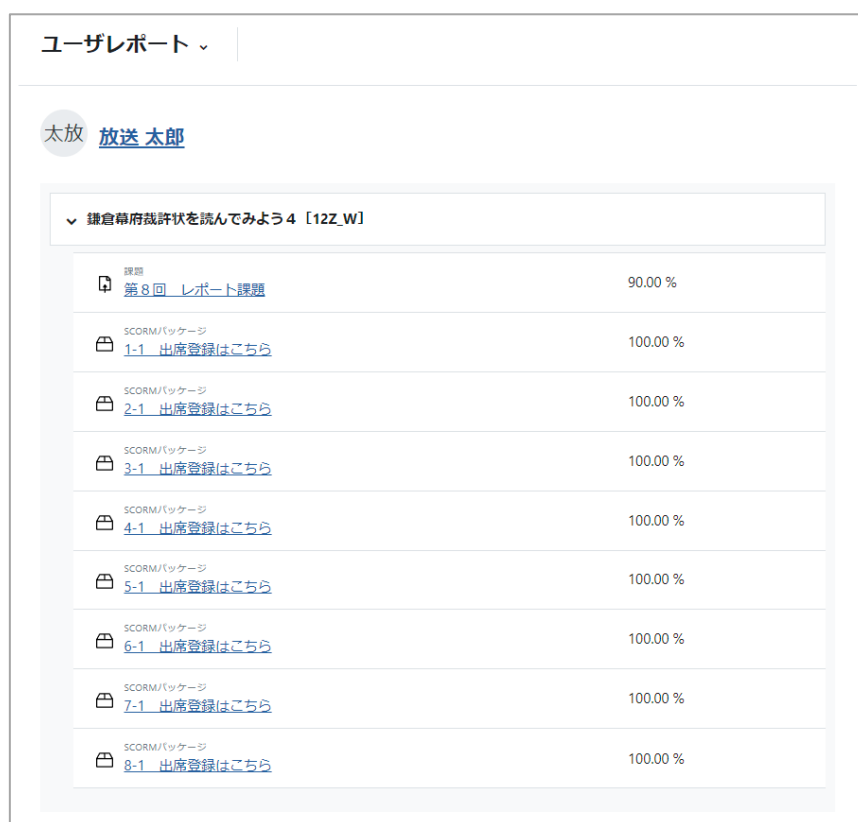 ユーザレポート
太放 放送 太郎
鎌倉幕府裁許状を読んでみよう４［12Z_W］
課題
第８回　レポート課題 90.00 %
SCORMパッケージ
1-1　出席登録はこちら 100.00 %
SCORMパッケージ
2-1　出席登録はこちら 100.00 %
SCORMパッケージ
3-1　出席登録はこちら 100.00 %
SCORMパッケージ
4-1　出席登録はこちら 100.00 %
SCORMパッケージ
5-1　出席登録はこちら 100.00 %
SCORMパッケージ
6-1　出席登録はこちら 100.00 %
SCORMパッケージ
7-1　出席登録はこちら 100.00 %
SCORMパッケージ
8-1　出席登録はこちら 100.00 %